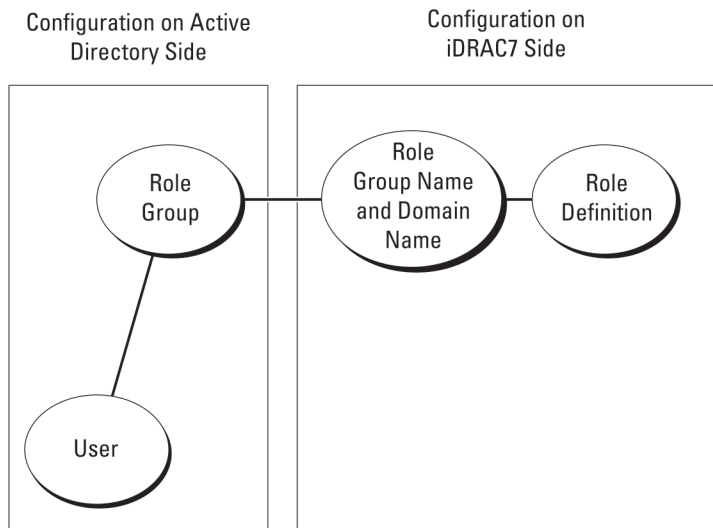 Configuration on Active
Directory Side
Configuration on
iDRAC7 Side
Role
Group
Role
Group Name
and Domain
Name
Role
Definition
User